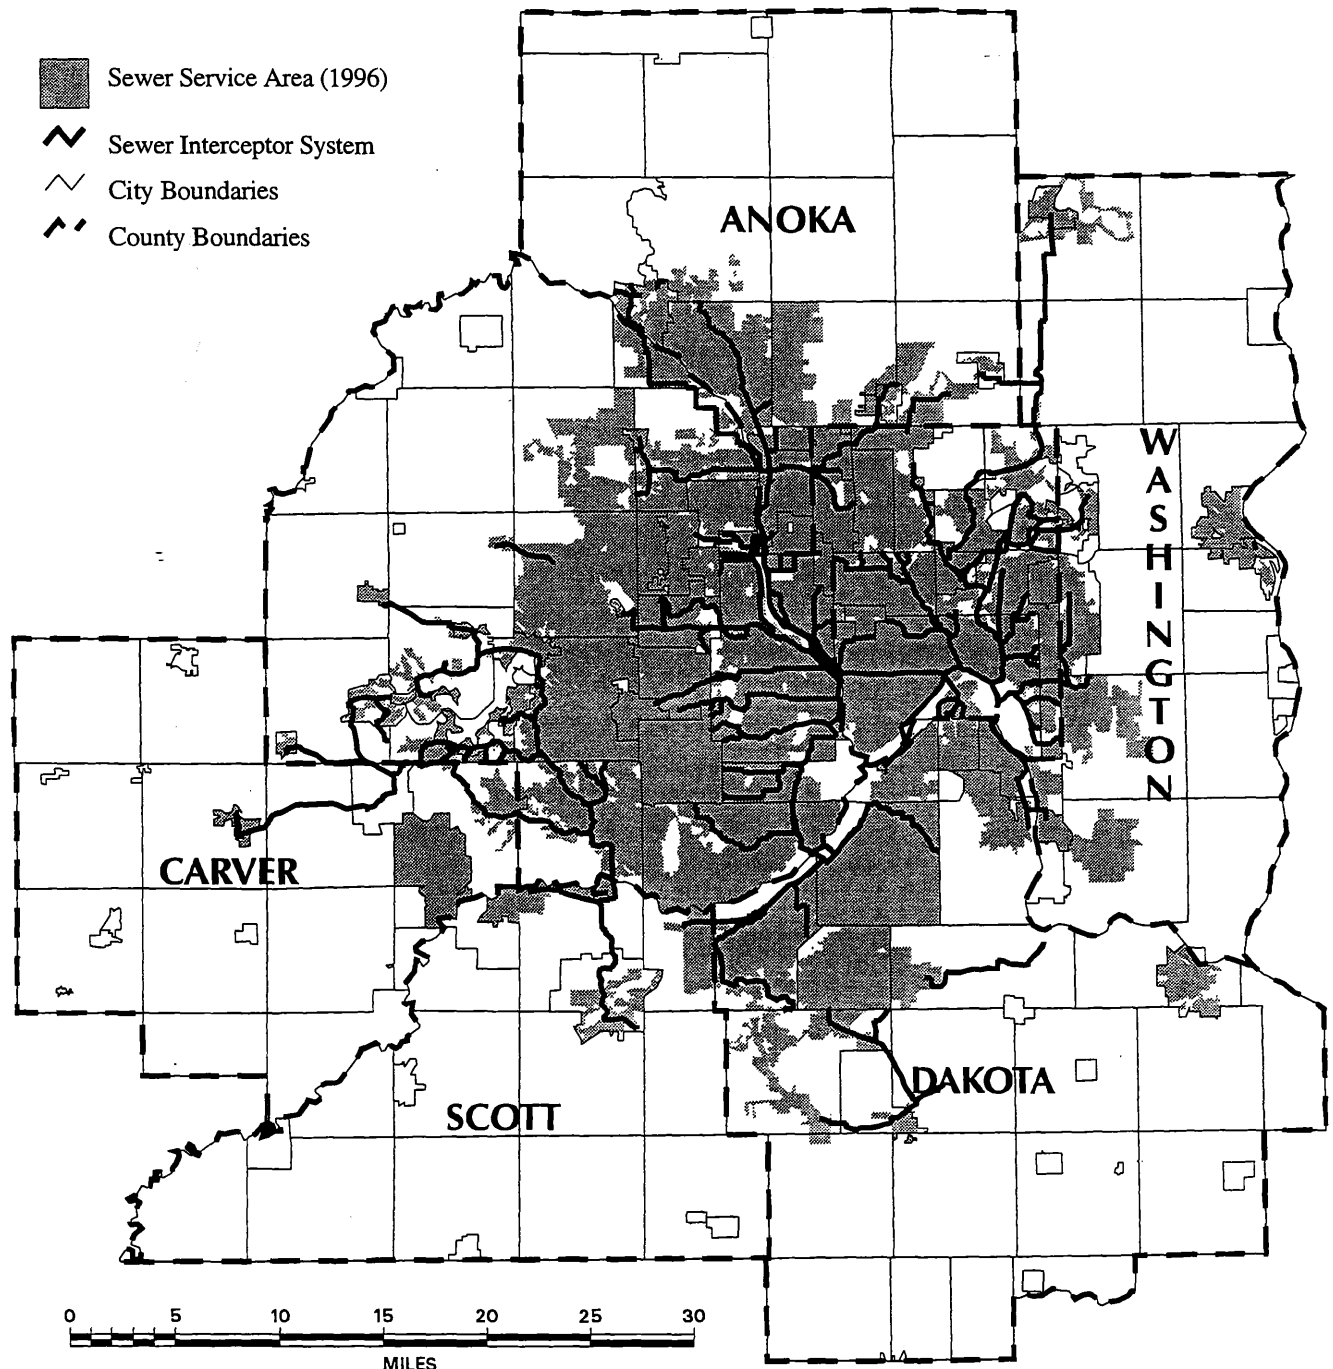 Sewer Service Area (1996)
Sewer Interceptor System
City Boundaries
County Boundaries
ANOKA
WASHINGTON
CARVER
DAKOTA
SCOTT
0 5 10 15 20 25 30
MILES